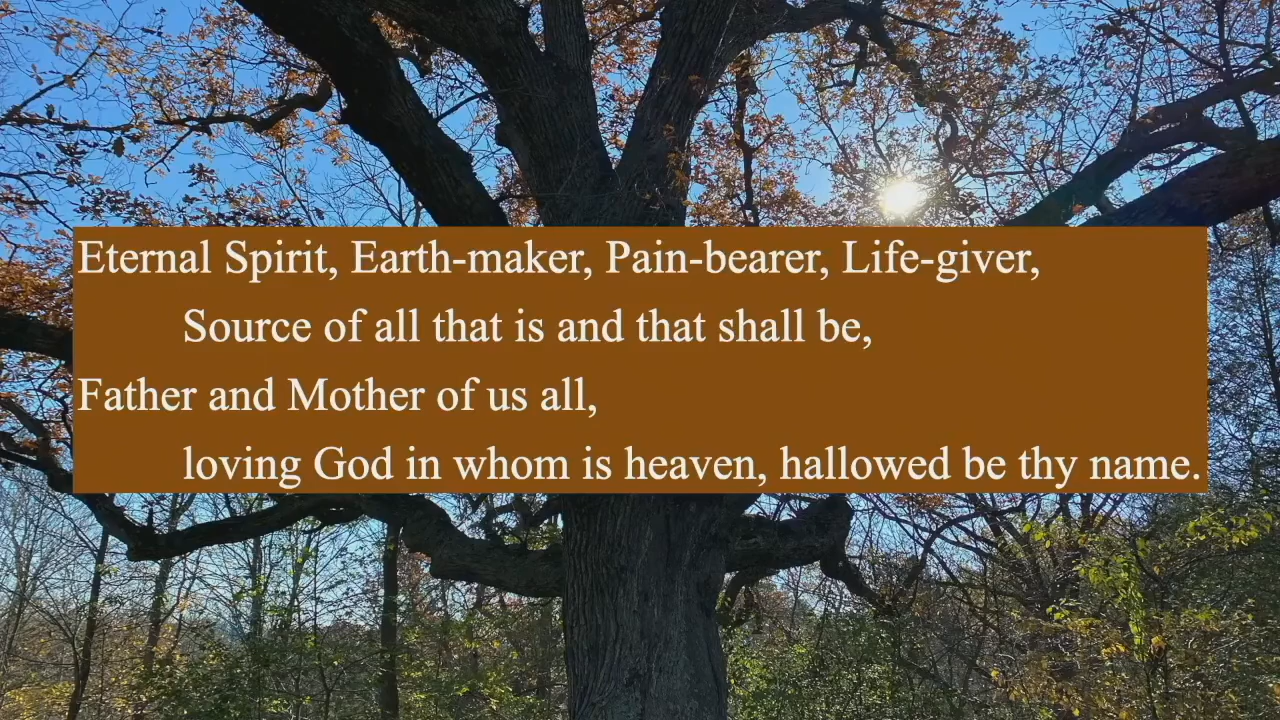 Eternal Spirit, Earth-maker, Pain-bearer, Life-giver,
Source of all that is and that shall be,
Father and Mother of us all,
loving God in whom is heaven, hallowed be thy name.